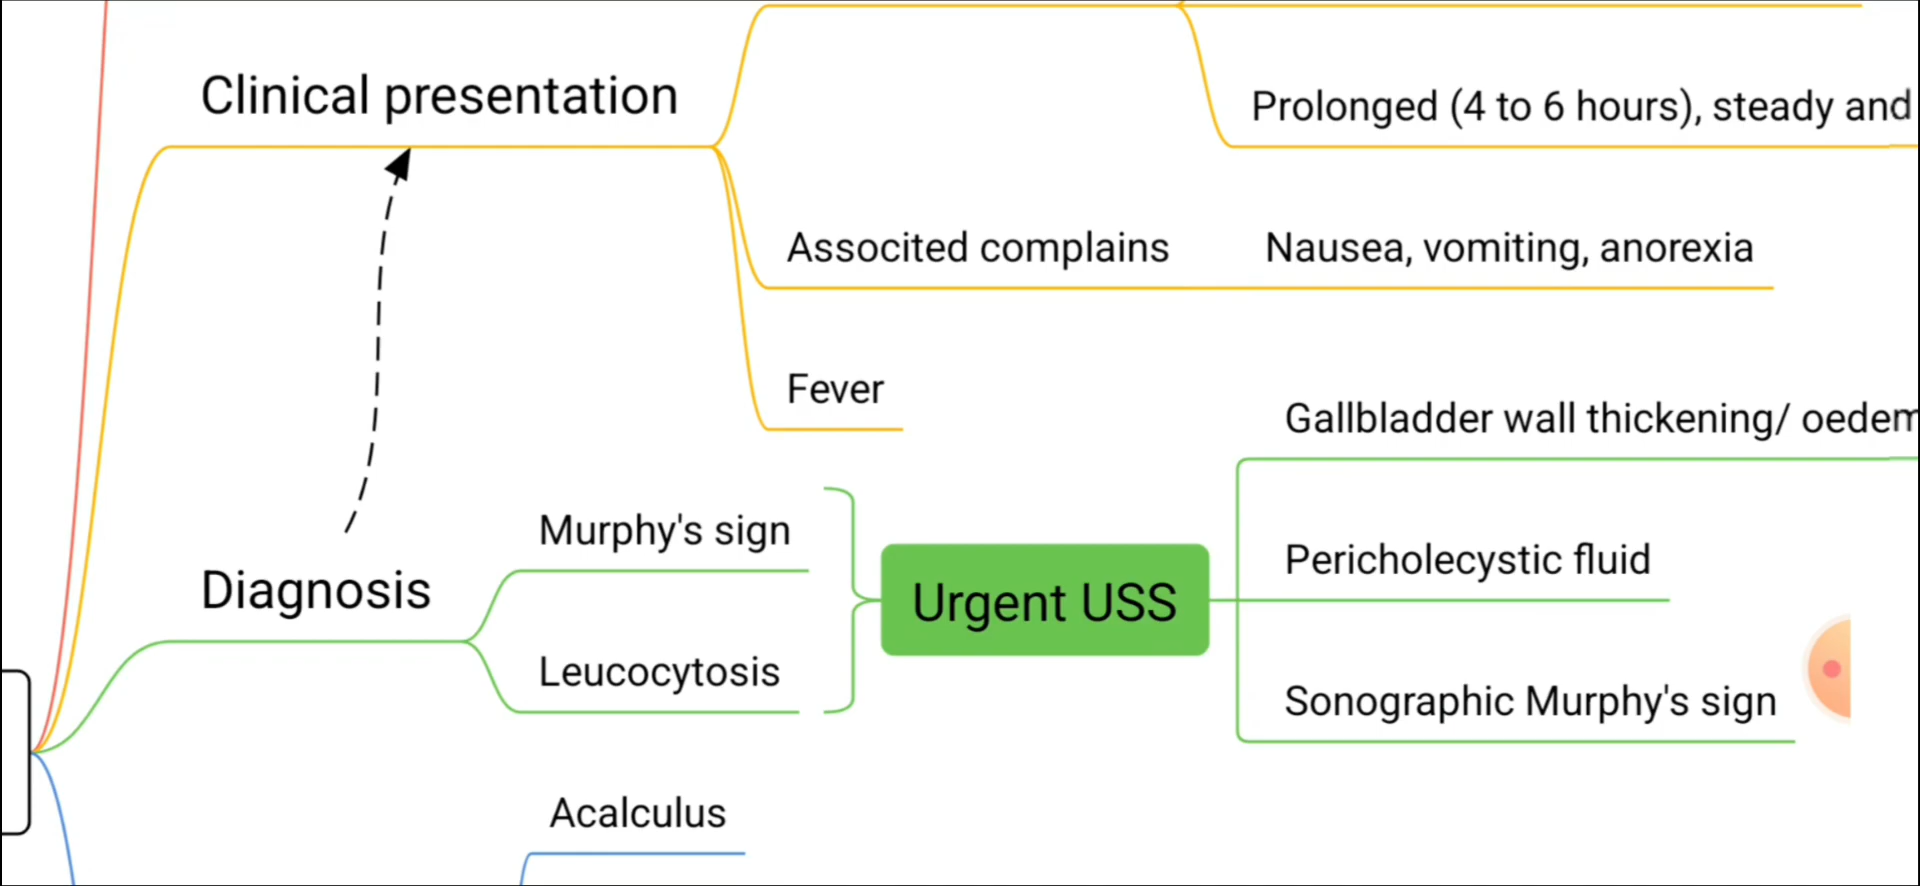 Clinical presentation
Prolonged (4 to 6 hours), steady and
Associted complains
Nausea, vomiting, anorexia
Fever
Gallbladder wall thickening/ oedem
Murphy's sign
Urgent USS
Pericholecystic fluid
Diagnosis
Leucocytosis
Sonographic Murphy's sign
Acalculus